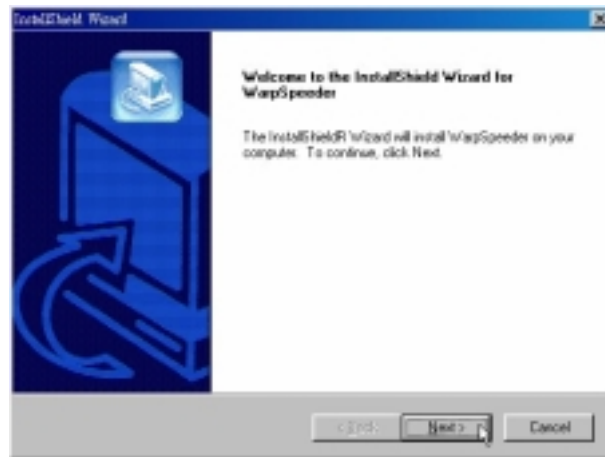 InstallShield Wizard
Welcome to the InstallShield Wizard for
WarpSpeeder
The InstallShieldR Wizard will install WarpSpeeder on your
computer. To continue, click Next.
< Back
Next >
Cancel